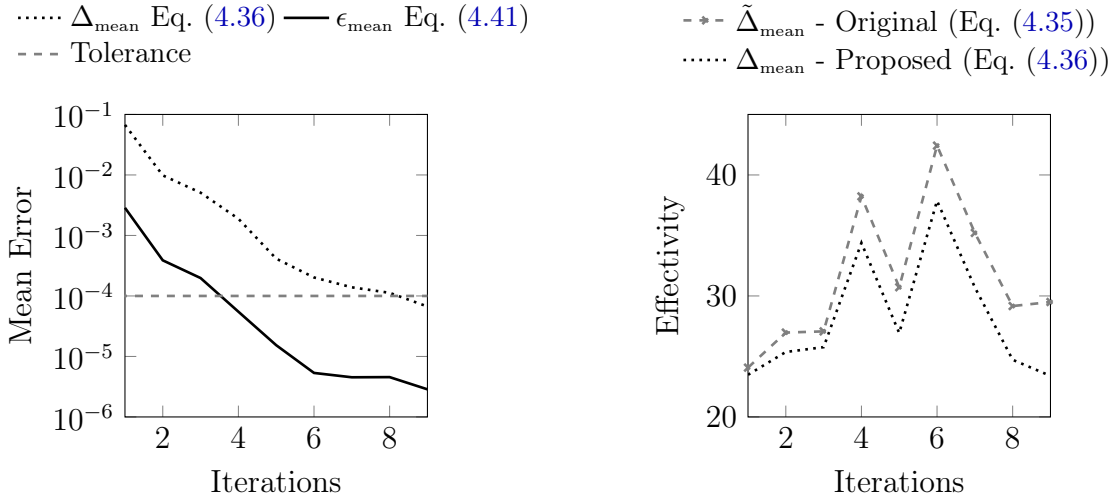 Δmean Eq. (4.36) ϵmean Eq. (4.41)
Tolerance
10−1
10−2
10−3
10−4
10−5
10−6
Mean Error
2 4 6 8
Iterations
Δ̃mean - Original (Eq. (4.35))
Δmean - Proposed (Eq. (4.36))
40
30
20
Effectivity
2 4 6 8
Iterations